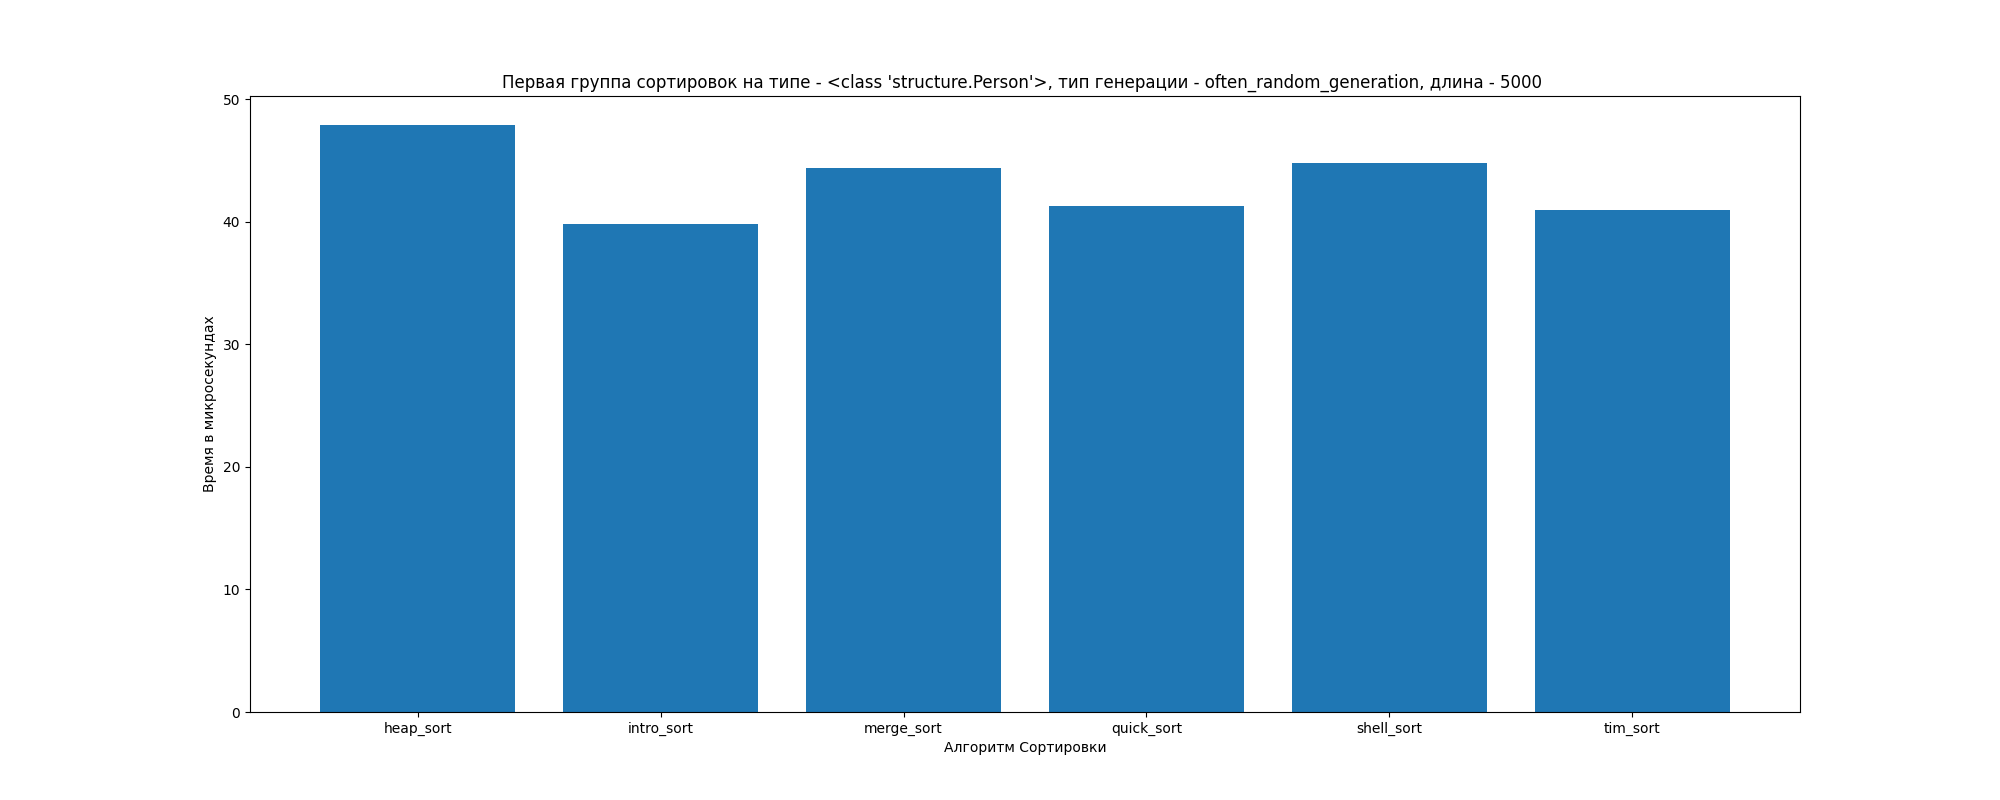 Первая группа сортировок на типе - <class 'structure.Person'>, тип генерации - often_random_generation, длина - 5000
50
40
30
20
10
0
Время в микросекундах
heap_sort intro_sort merge_sort quick_sort shell_sort tim_sort
Алгоритм Сортировки